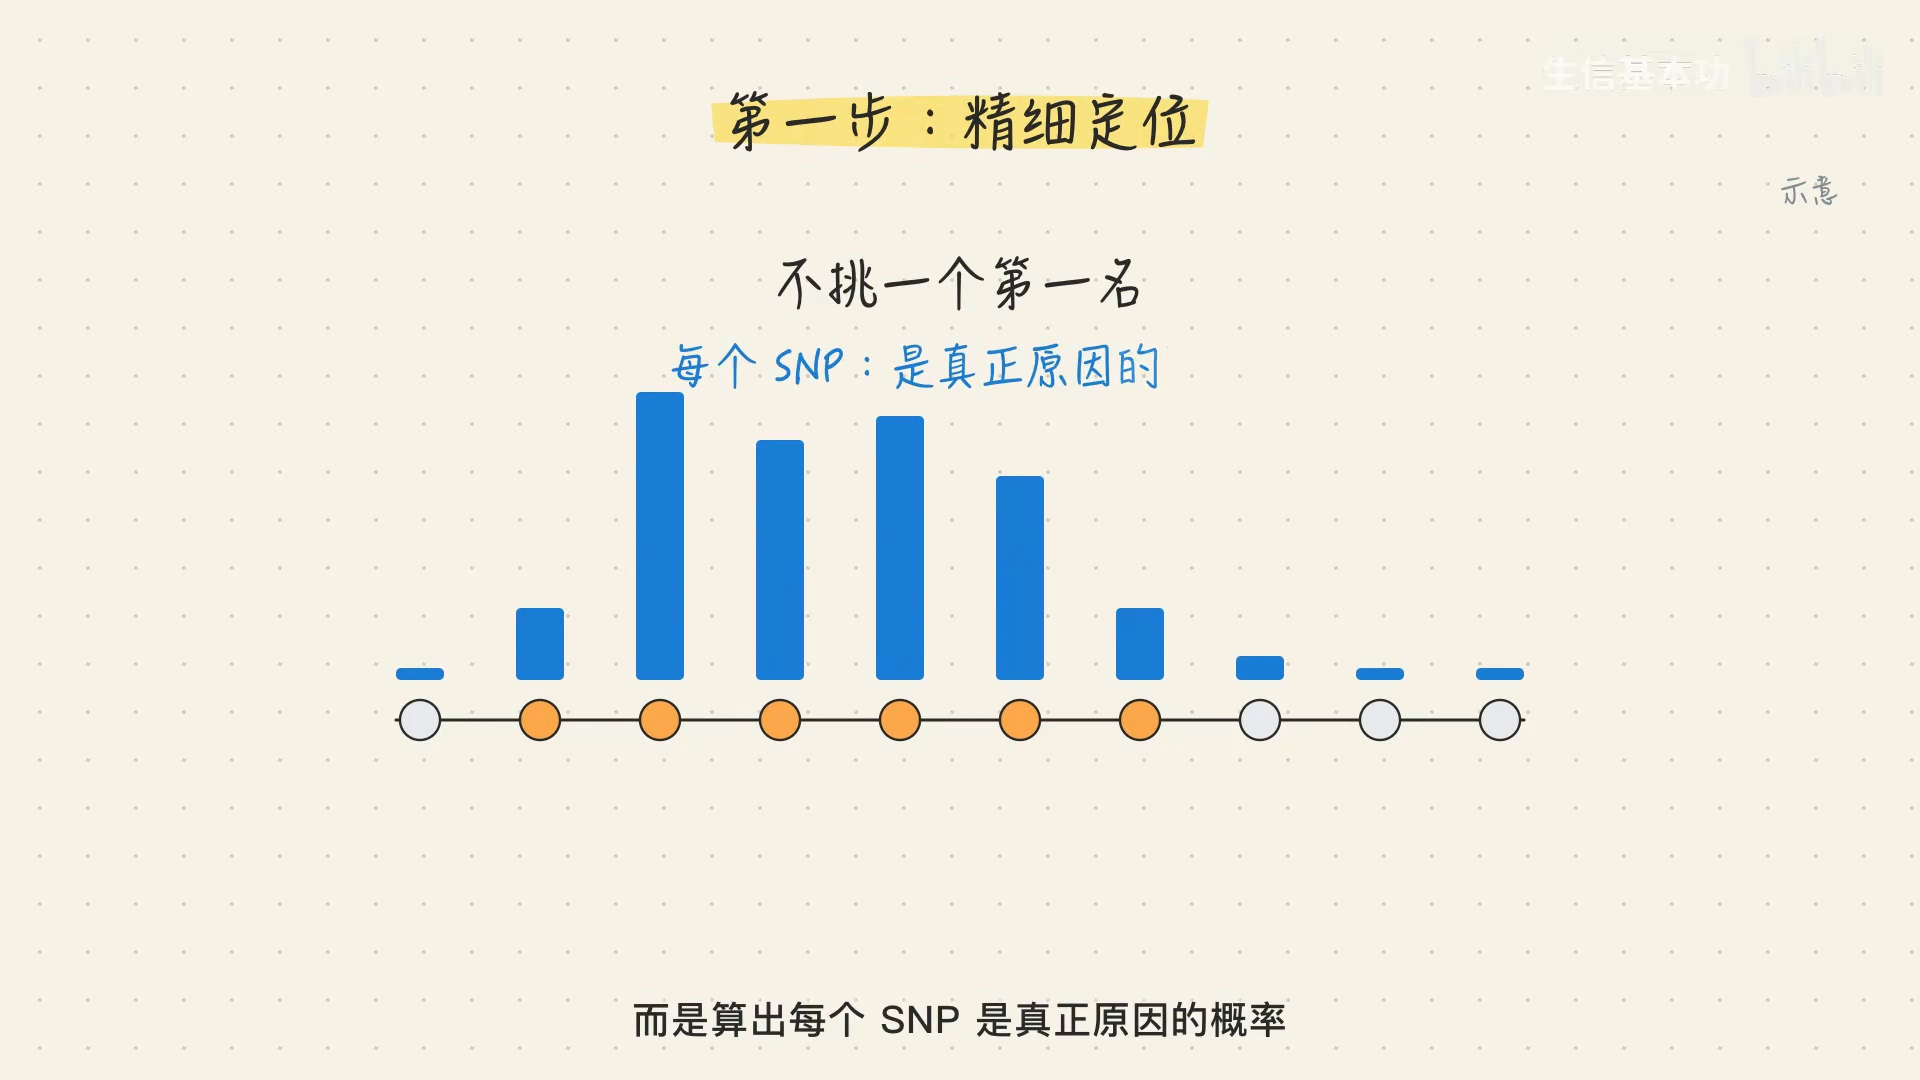 生信基本功 bilibili
第一步：精细定位
示意
不挑一个第一名
每个 SNP：是真正原因的
而是算出每个 SNP 是真正原因的概率